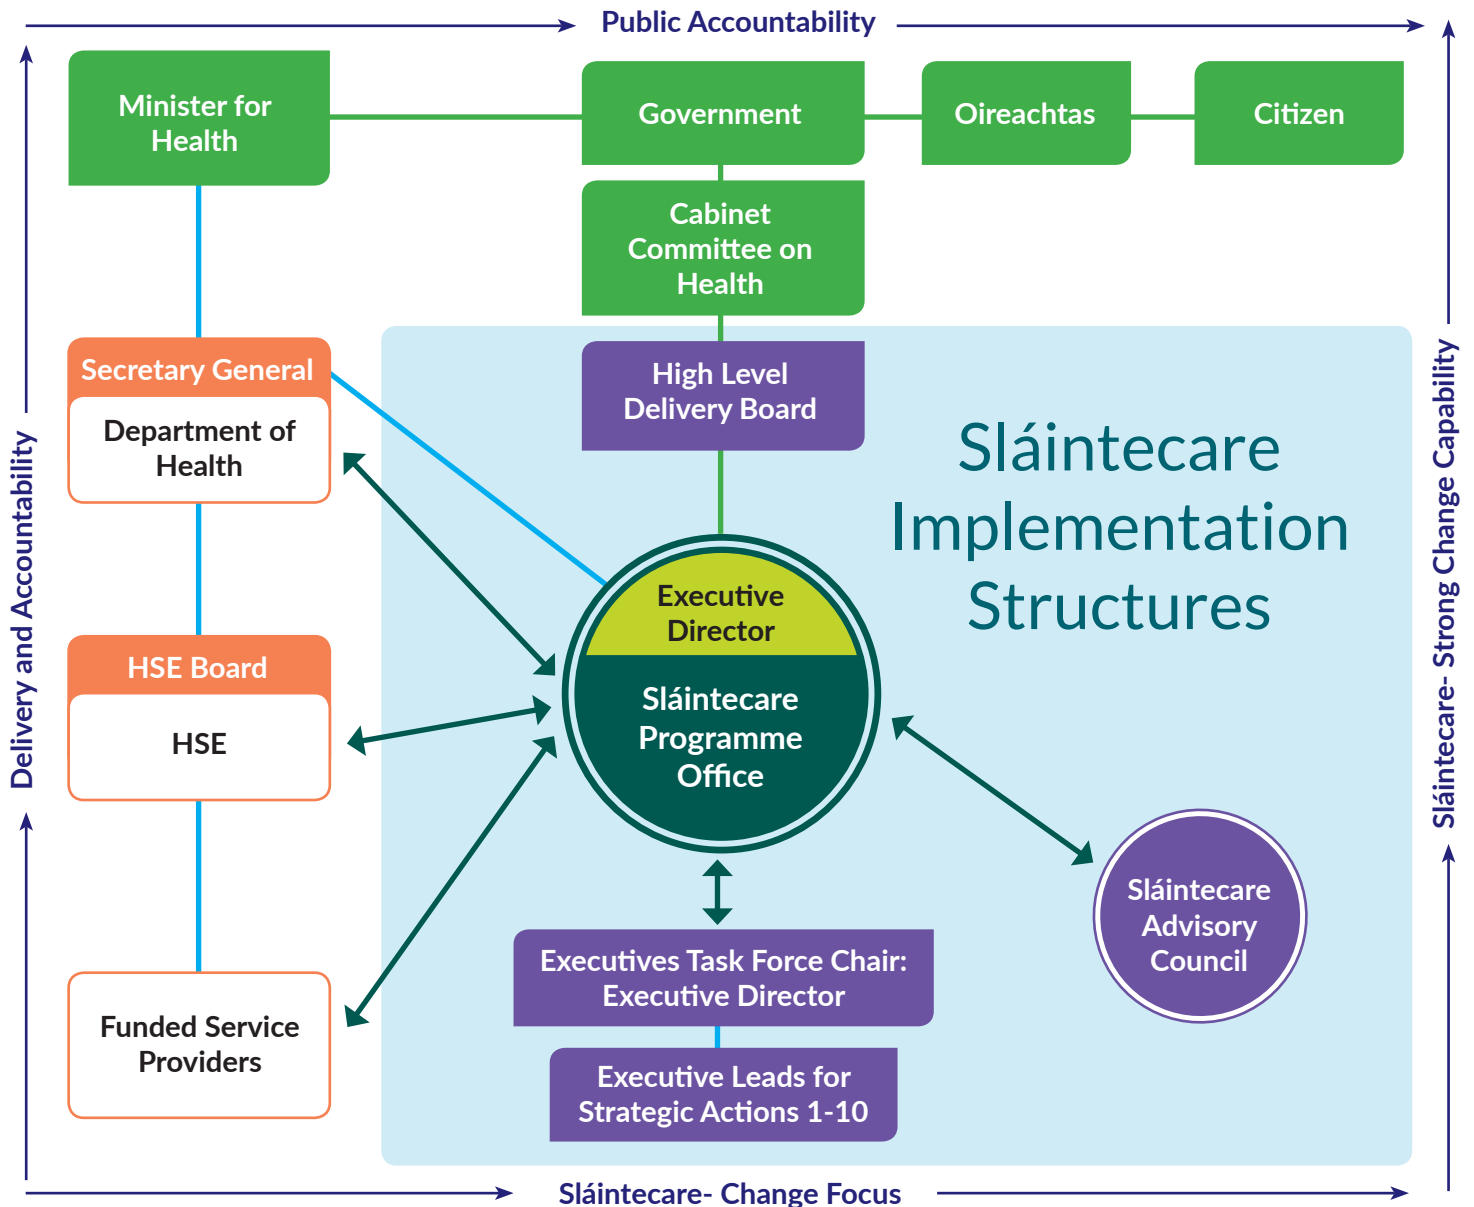 Public Accountability
Minister for
Health
Government
Oireachtas
Citizen
Cabinet
Committee on
Health
Secretary General
Department of
Health
High Level
Delivery Board
Sláintecare
Implementation
Structures
Executive
Director
Sláintecare
Programme
Office
HSE Board
HSE
Sláintecare
Advisory
Council
Executives Task Force Chair:
Executive Director
Funded Service
Providers
Executive Leads for
Strategic Actions 1-10
Delivery and Accountability
Sláintecare- Strong Change Capability
Sláintecare- Change Focus